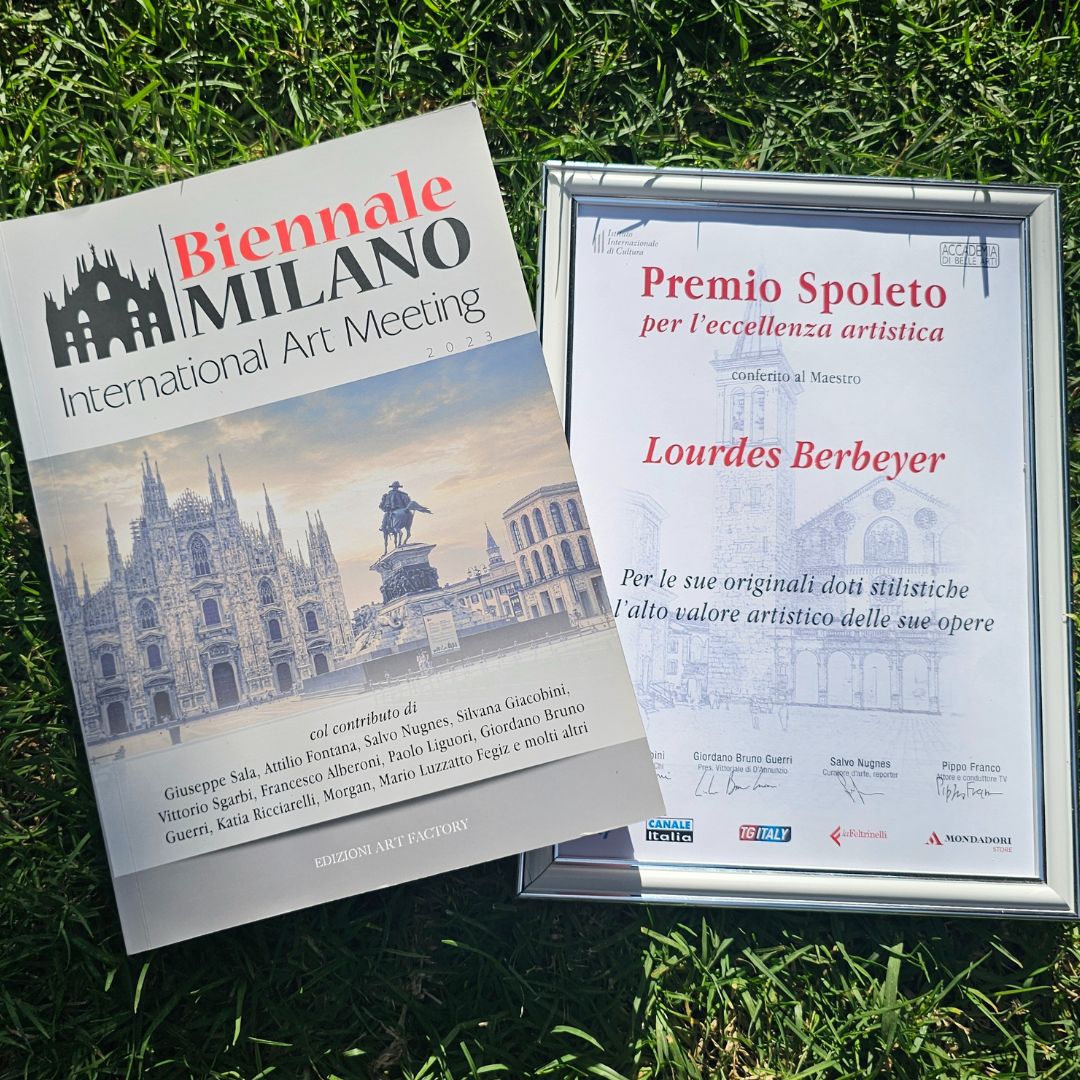 Biennale
MILANO
International Art Meeting
2023
col contributo di
Giuseppe Sala, Attilio Fontana, Salvo Nugnes, Silvana Giacobini,
Vittorio Sgarbi, Francesco Alberoni, Paolo Liguori, Giordano Bruno
Guerri, Katia Ricciarelli, Morgan, Mario Luzzatto Fegiz e molti altri
EDIZIONI ART FACTORY
Istituto
Internazionale
di Cultura
ACCADEMIA
DI BELLE ARTI
Premio Spoleto
per l'eccellenza artistica
conferito al Maestro
Lourdes Berbeyer
Per le sue originali doti stilistiche
l'alto valore artistico delle sue opere
Giordano Bruno Guerri
Pres. Vittoriale di D'Annunzio
Salvo Nugnes
Curatore d'arte, reporter
Pippo Franco
Attore e conduttore TV
Pippo Franco
CANALE
Italia
TGITALY
laFeltrinelli
MONDADORI
STORE